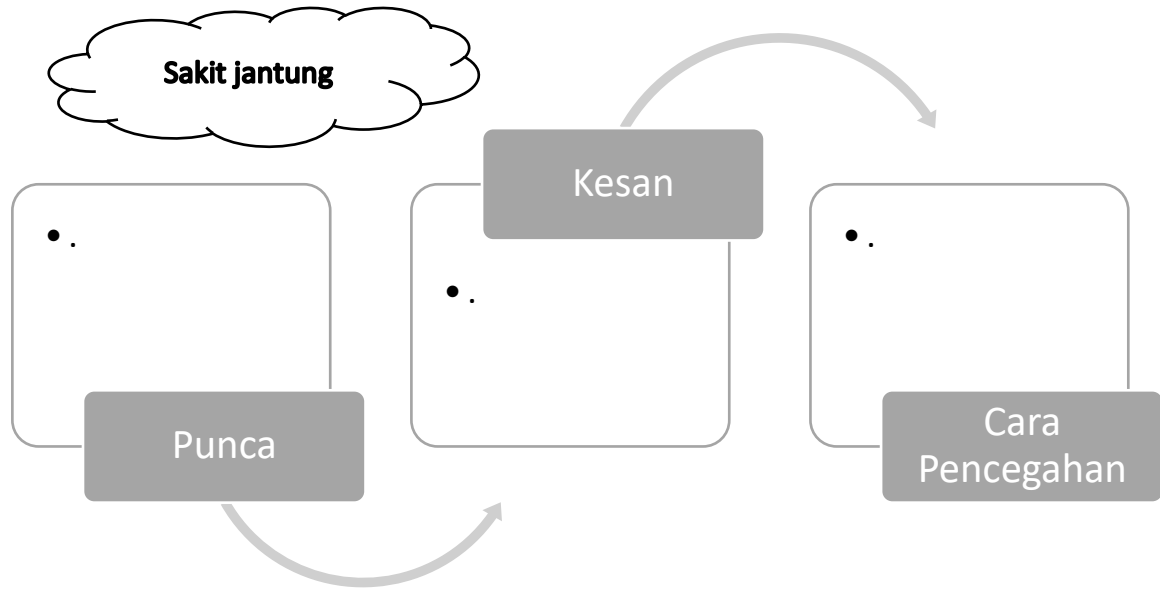 Sakit jantung
• .
Punca
Kesan
• .
• .
Cara
Pencegahan